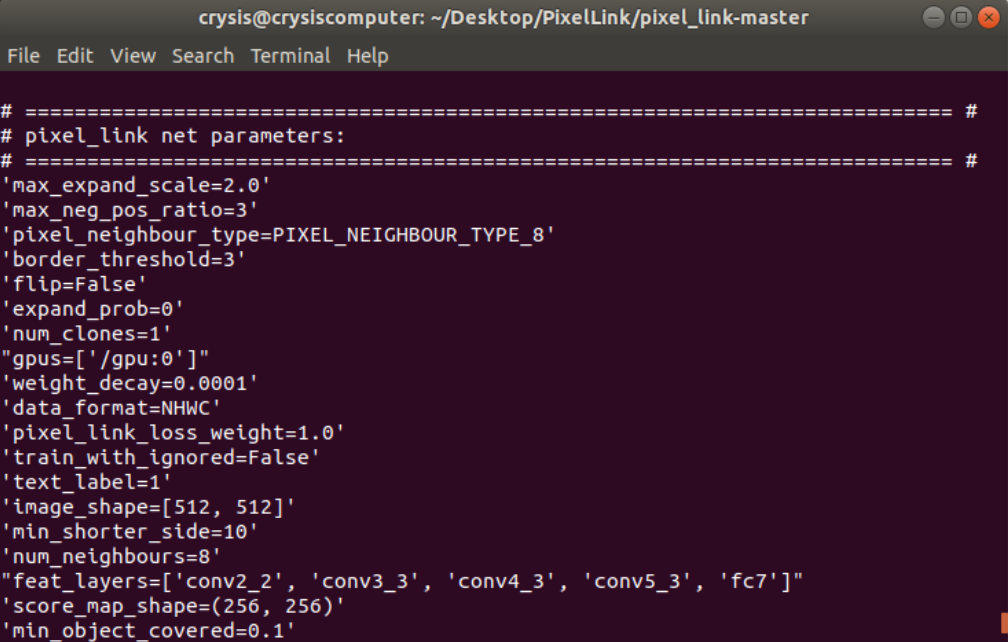 crysis@crysiscomputer: ~/Desktop/PixelLink/pixel_link-master
File Edit View Search Terminal Help
# =========================================================================== #
# pixel_link net parameters:
# =========================================================================== #
'max_expand_scale=2.0'
'max_neg_pos_ratio=3'
'pixel_neighbour_type=PIXEL_NEIGHBOUR_TYPE_8'
'border_threshold=3'
'flip=False'
'expand_prob=0'
'num_clones=1'
"gpus=['/gpu:0']"
'weight_decay=0.0001'
'data_format=NHWC'
'pixel_link_loss_weight=1.0'
'train_with_ignored=False'
'text_label=1'
'image_shape=[512, 512]'
'min_shorter_side=10'
'num_neighbours=8'
"feat_layers=['conv2_2', 'conv3_3', 'conv4_3', 'conv5_3', 'fc7']"
'score_map_shape=(256, 256)'
'min_object_covered=0.1'